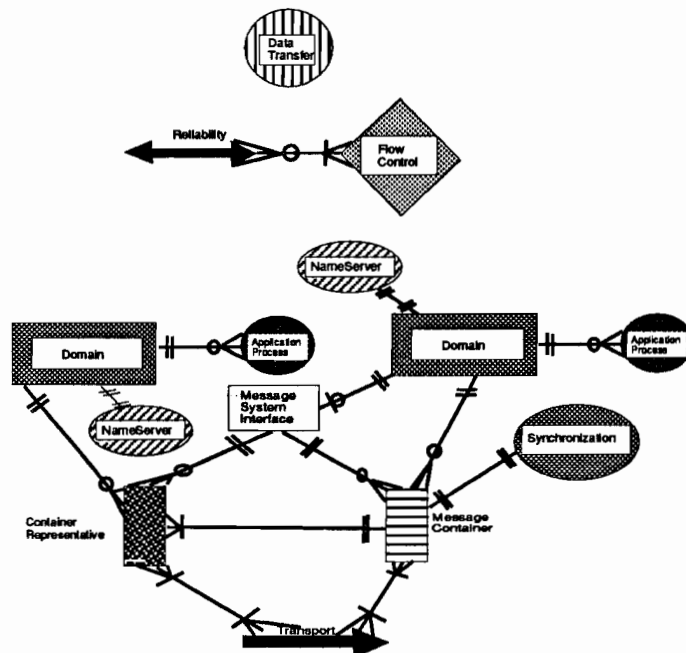 Data
Transfer
Reliability
Flow
Control
NameServer
Domain
Application
Process
Domain
Application
Process
Message
System
Interface
NameServer
Synchronization
Container
Representative
Message
Container
Transport